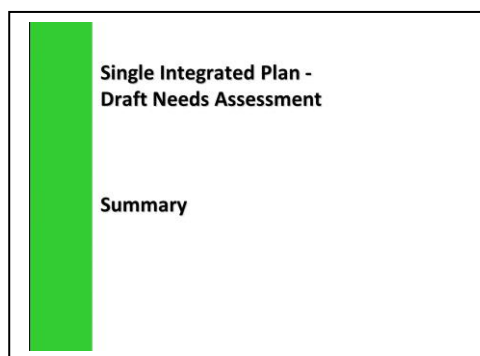 Single Integrated Plan -
Draft Needs Assessment
Summary